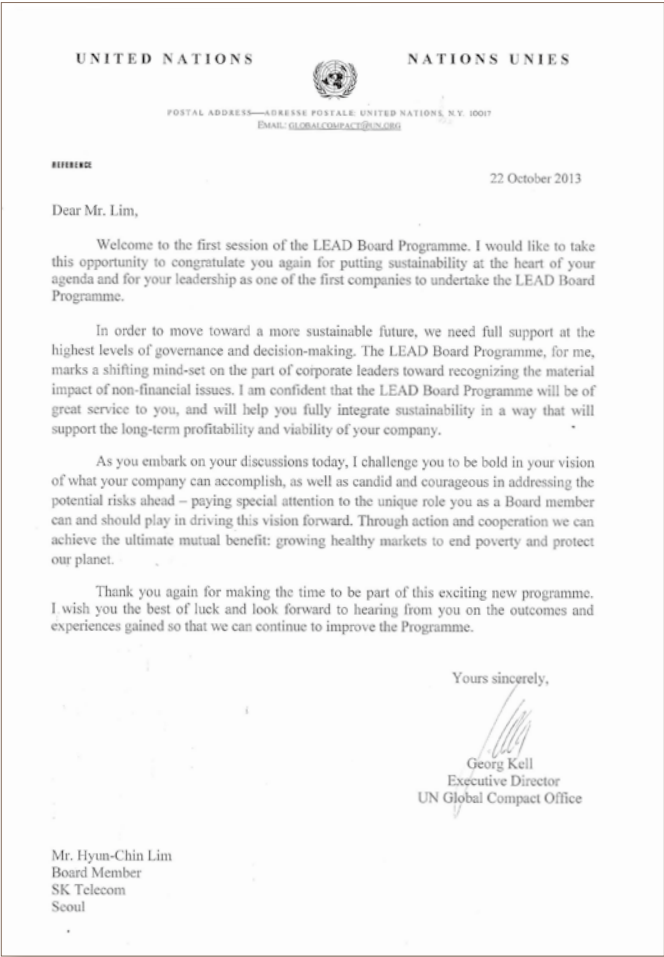 UNITED NATIONS
NATIONS UNIES
POSTAL ADDRESS—ADRESSE POSTALE: UNITED NATIONS, N.Y. 10017
EMAIL: GLOBALCOMPACT@UN.ORG
REFERENCE
22 October 2013
Dear Mr. Lim,
Welcome to the first session of the LEAD Board Programme. I would like to take
this opportunity to congratulate you again for putting sustainability at the heart of your
agenda and for your leadership as one of the first companies to undertake the LEAD Board
Programme.
In order to move toward a more sustainable future, we need full support at the
highest levels of governance and decision-making. The LEAD Board Programme, for me,
marks a shifting mind-set on the part of corporate leaders toward recognizing the material
impact of non-financial issues. I am confident that the LEAD Board Programme will be of
great service to you, and will help you fully integrate sustainability in a way that will
support the long-term profitability and viability of your company.
As you embark on your discussions today, I challenge you to be bold in your vision
of what your company can accomplish, as well as candid and courageous in addressing the
potential risks ahead – paying special attention to the unique role you as a Board member
can and should play in driving this vision forward. Through action and cooperation we can
achieve the ultimate mutual benefit: growing healthy markets to end poverty and protect
our planet.
Thank you again for making the time to be part of this exciting new programme.
I wish you the best of luck and look forward to hearing from you on the outcomes and
experiences gained so that we can continue to improve the Programme.
Yours sincerely,
Georg Kell
Executive Director
UN Global Compact Office
Mr. Hyun-Chin Lim
Board Member
SK Telecom
Seoul